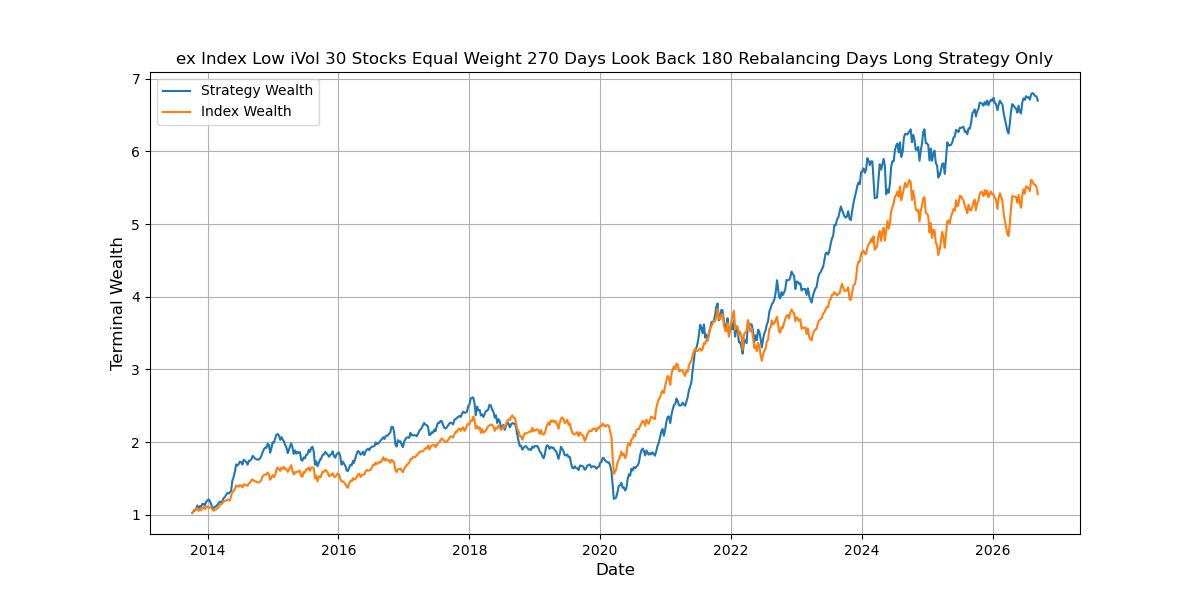 ex Index Low iVol 30 Stocks Equal Weight 270 Days Look Back 180 Rebalancing Days Long Strategy Only
Strategy Wealth
Index Wealth
7
6
5
4
3
2
1
Terminal Wealth
2014 2016 2018 2020 2022 2024 2026
Date